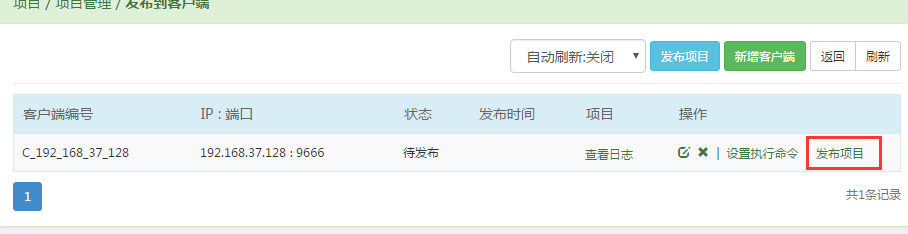 项目 / 项目管理 / 发布到客户端
自动刷新:关闭 发布项目 新增客户端 返回 刷新
客户端编号 IP : 端口 状态 发布时间 项目 操作
C_192_168_37_128 192.168.37.128 : 9666 待发布 查看日志 | 设置执行命令 发布项目
1 共1条记录